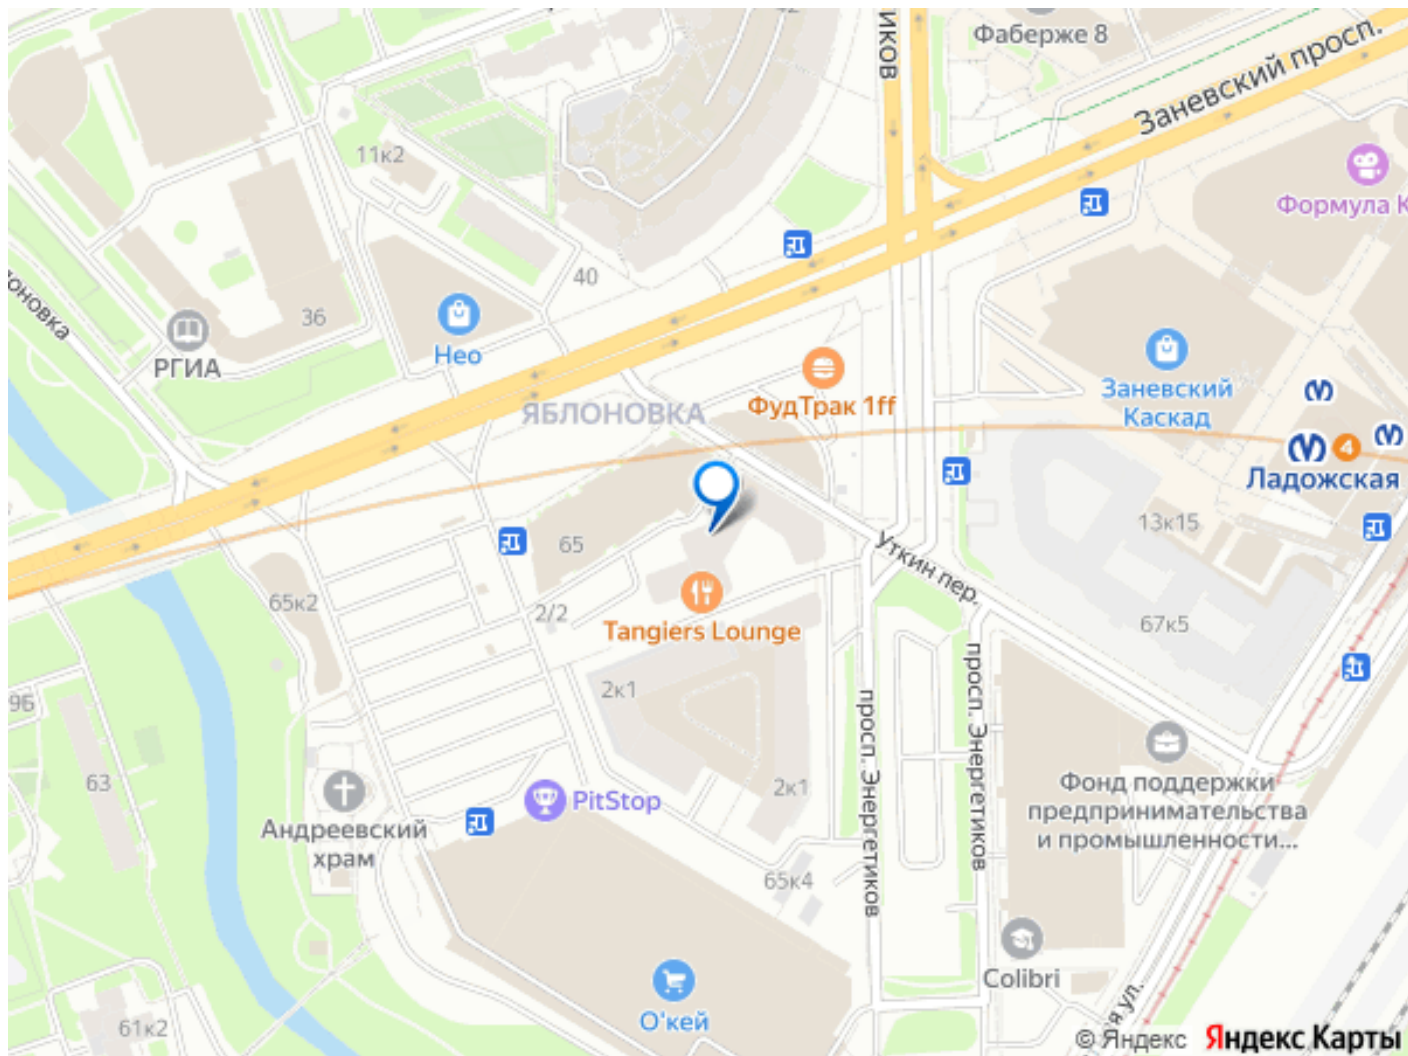 Фаберже 8
Заневский просп.
11к2
Формула К
40
36
РГИА
Нео
ЯБЛОНОВКА
ФудТрак 1ff
Заневский
Каскад
4
Ладожская
65
13к15
Уткин пер.
65к2
2/2
Tangiers Lounge
67к5
2к1
9Б
63
просп. Энергетиков
просп. Энергетиков
2к1
PitStop
Фонд поддержки
предпринимательства
и промышленности...
Андреевский
храм
65к4
Colibri
О'кей
61к2
© Яндекс Яндекс Карты